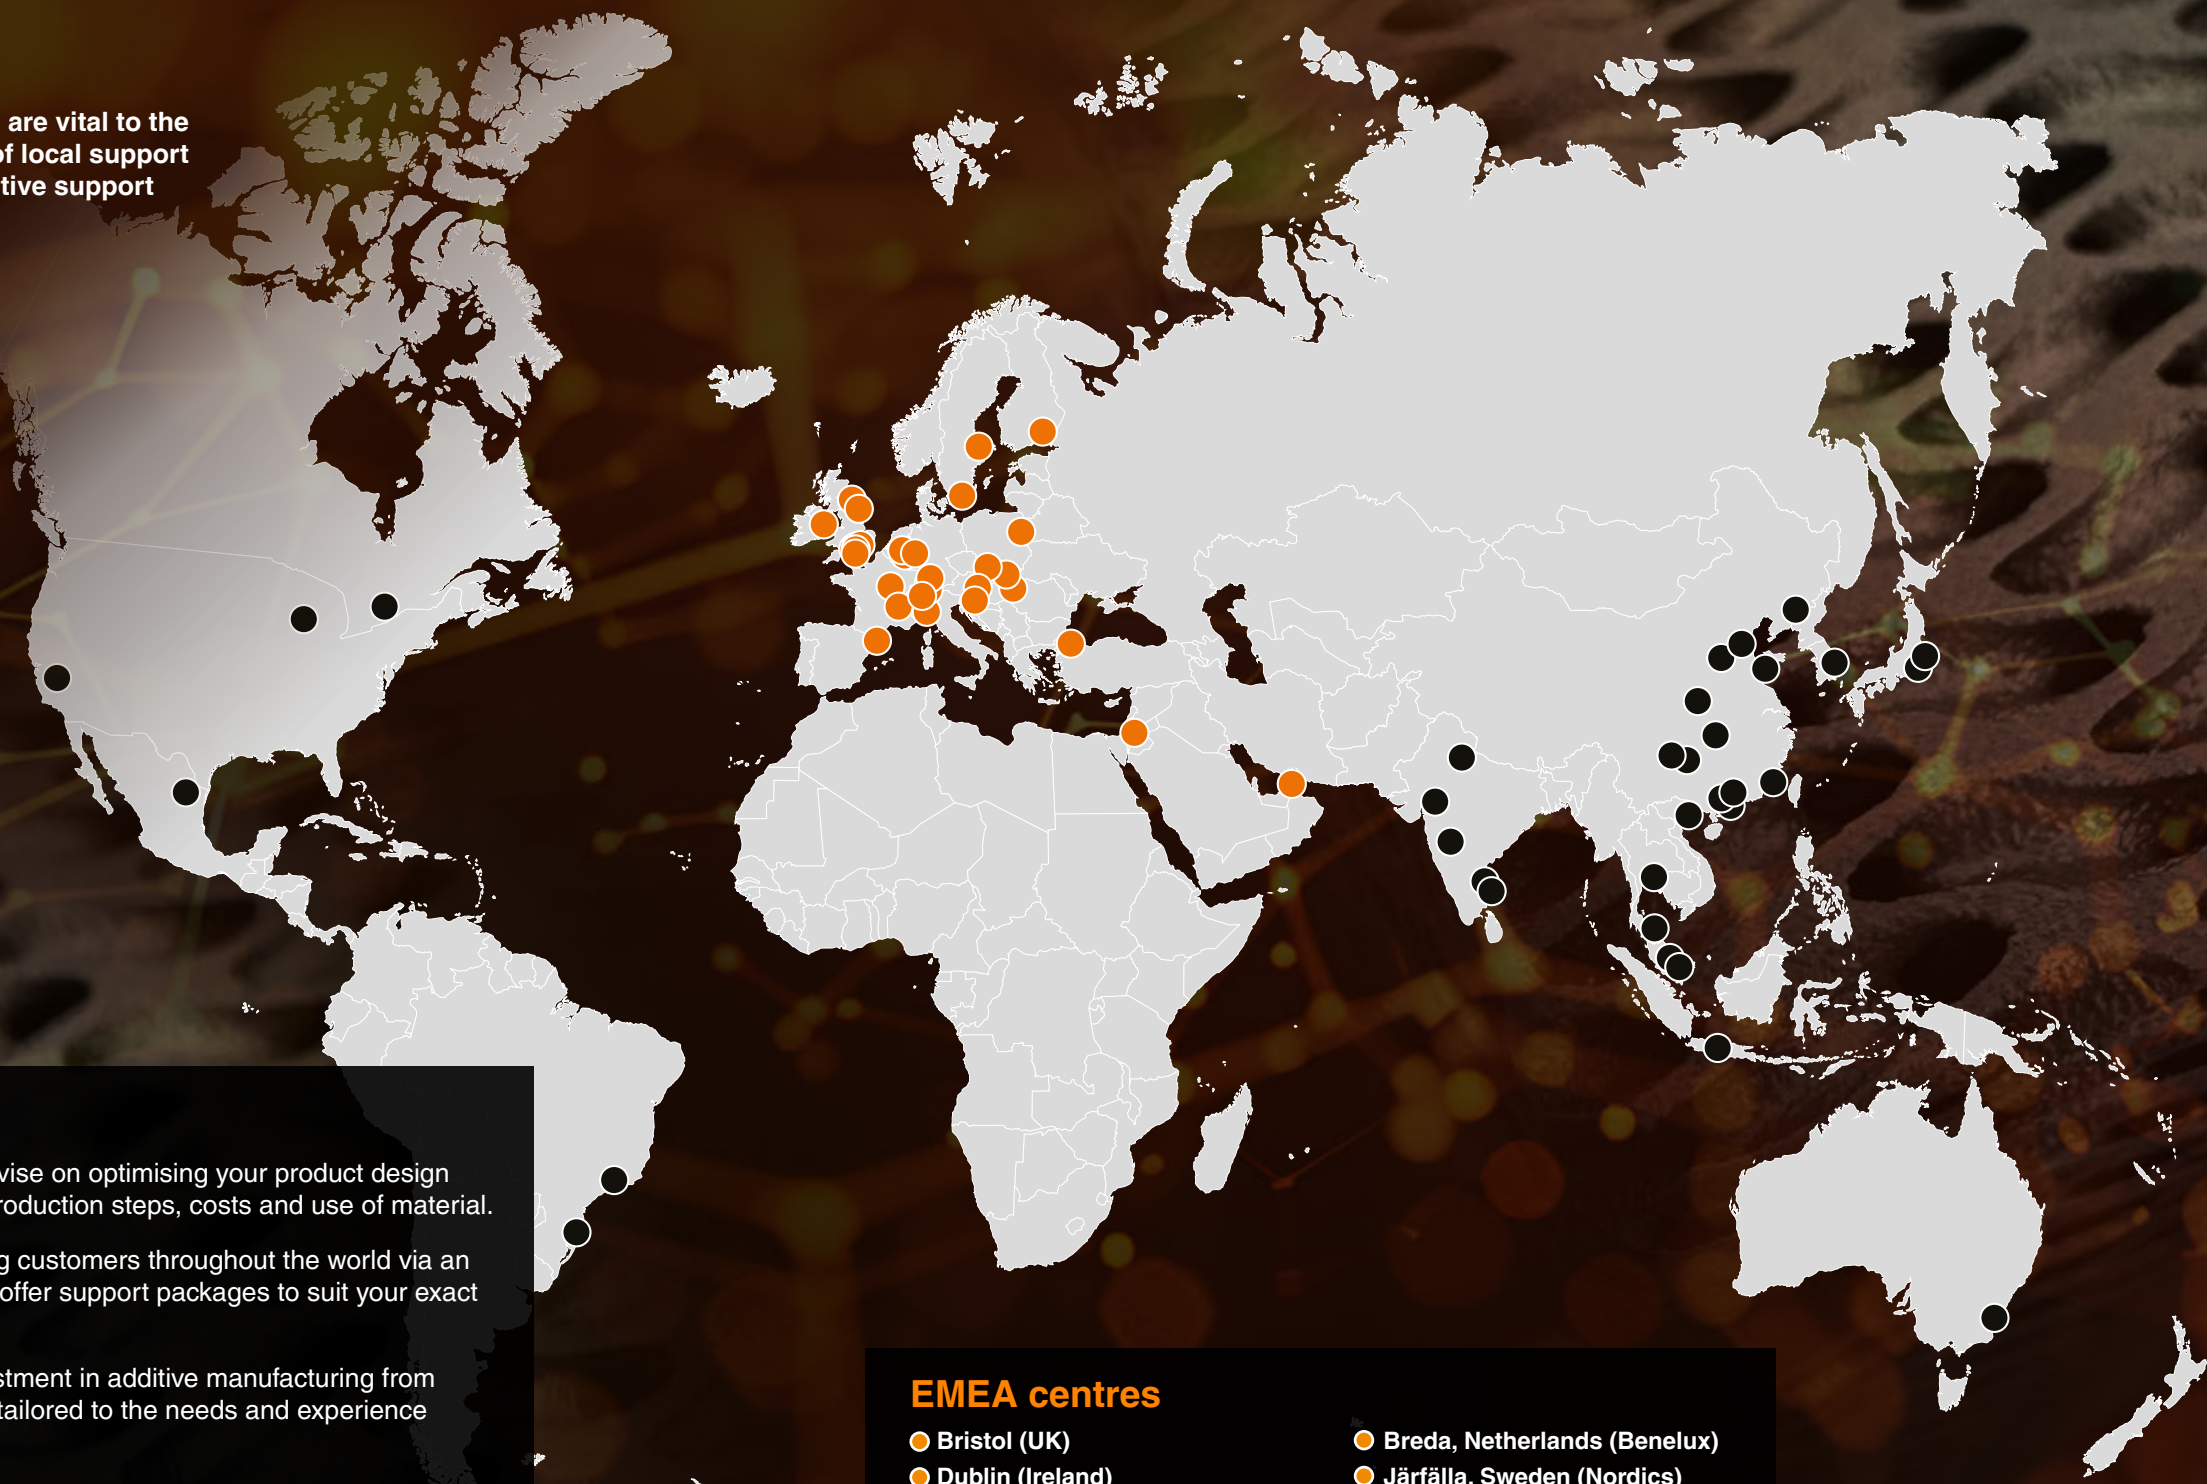 are vital to the
of local support
tive support
vise on optimising your product design
roduction steps, costs and use of material.
g customers throughout the world via an
offer support packages to suit your exact
stment in additive manufacturing from
tailored to the needs and experience
EMEA centres
Bristol (UK)
Dublin (Ireland)
Breda, Netherlands (Benelux)
Järfälla, Sweden (Nordics)